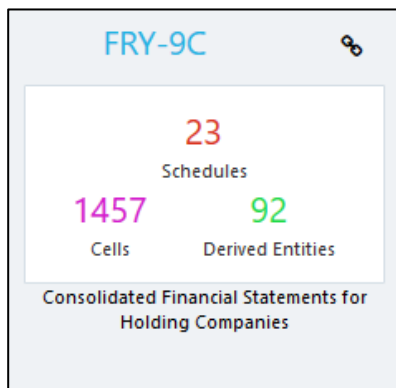 FRY-9C
23
Schedules
1457 92
Cells Derived Entities
Consolidated Financial Statements for
Holding Companies